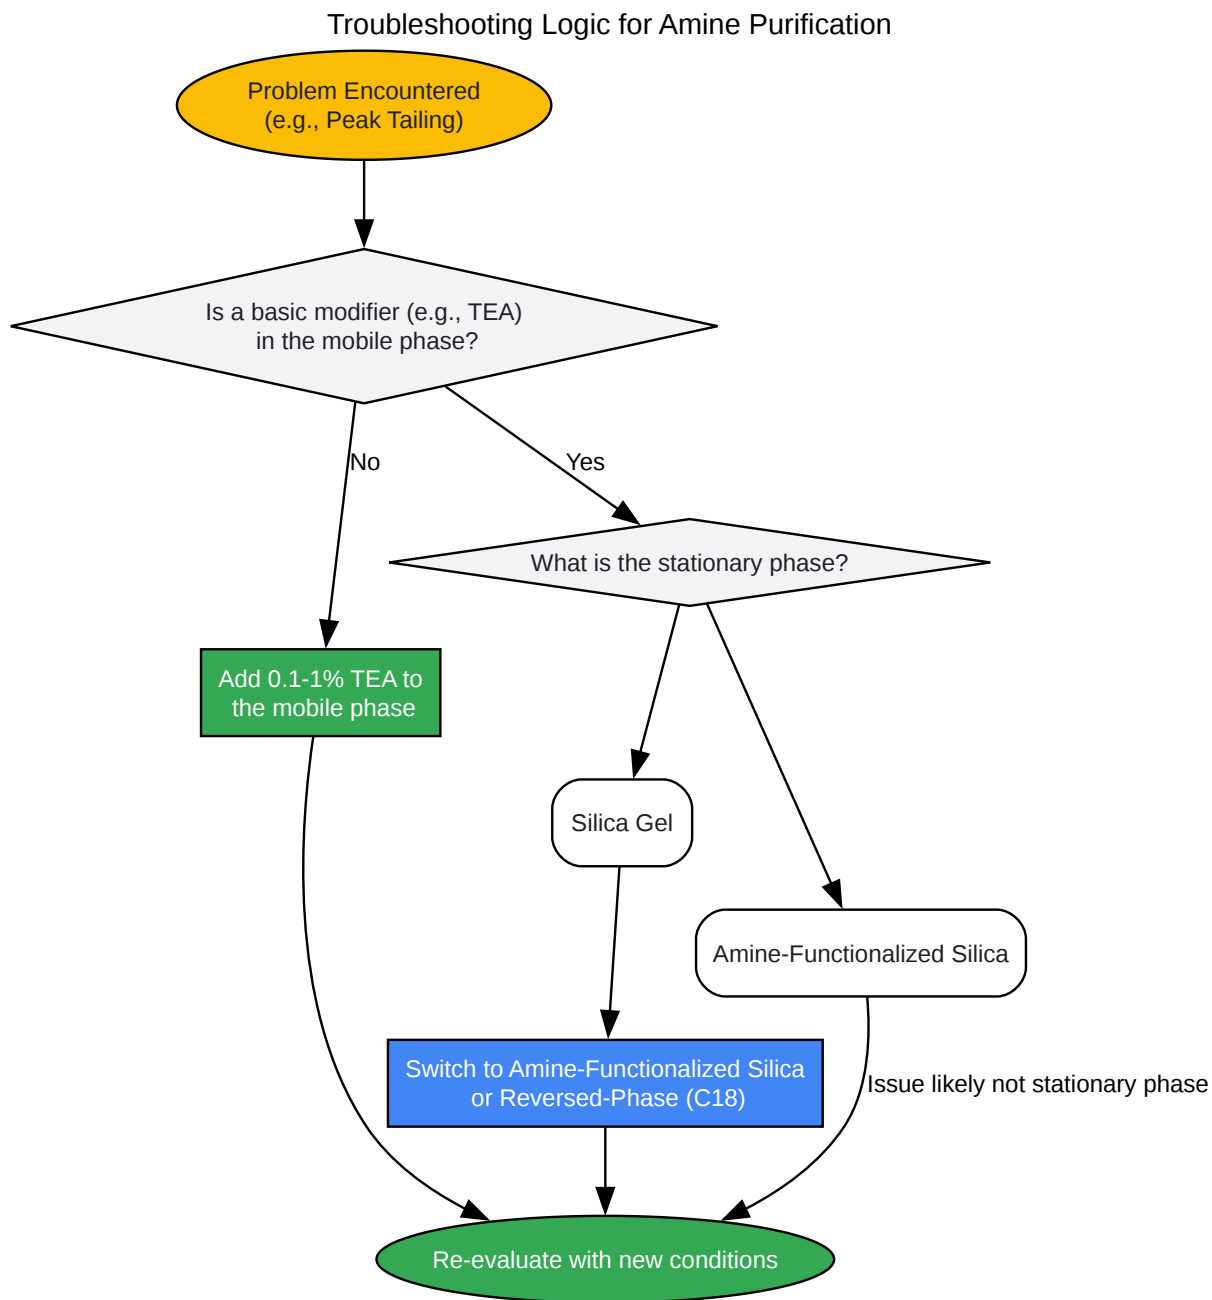 Troubleshooting Logic for Amine Purification
Problem Encountered
(e.g., Peak Tailing)
Is a basic modifier (e.g., TEA)
in the mobile phase?
No
Yes
What is the stationary phase?
Add 0.1-1% TEA to
the mobile phase
Silica Gel
Amine-Functionalized Silica
Switch to Amine-Functionalized Silica
or Reversed-Phase (C18)
Issue likely not stationary phase
Re-evaluate with new conditions